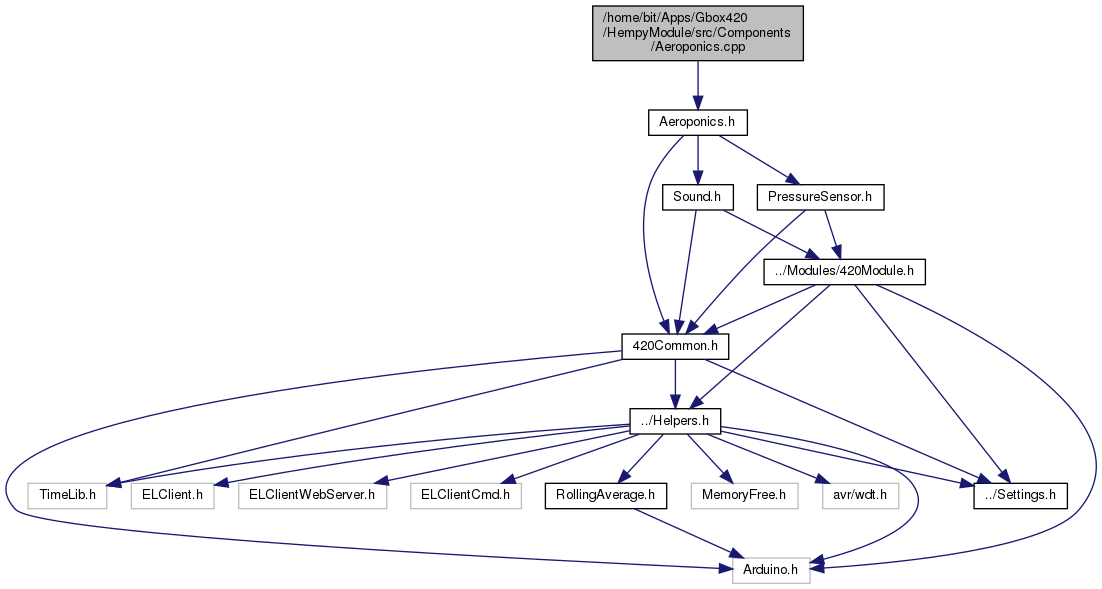 /home/bit/Apps/Gbox420
/HempyModule/src/Components
/Aeroponics.cpp
Aeroponics.h
Sound.h
PressureSensor.h
../Modules/420Module.h
420Common.h
../Helpers.h
TimeLib.h
ELClient.h
ELClientWebServer.h
ELClientCmd.h
RollingAverage.h
MemoryFree.h
avr/wdt.h
../Settings.h
Arduino.h